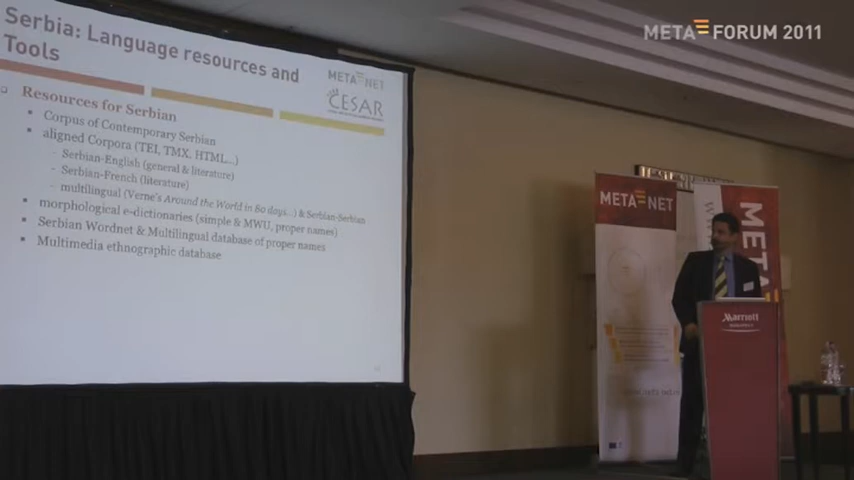 META FORUM 2011
Serbia: Language resources and
Tools
META NET
CESAR
Resources for Serbian
Corpus of Contemporary Serbian
aligned Corpora (TEI, TMX, HTML...)
- Serbian-English (general & literature)
- Serbian-French (literature)
- multilingual (Verne's Around the World in 80 days...) & Serbian-Serbian
morphological e-dictionaries (simple & MWU, proper names)
Serbian Wordnet & Multilingual database of proper names
Multimedia ethnographic database
META NET
META
Marriott